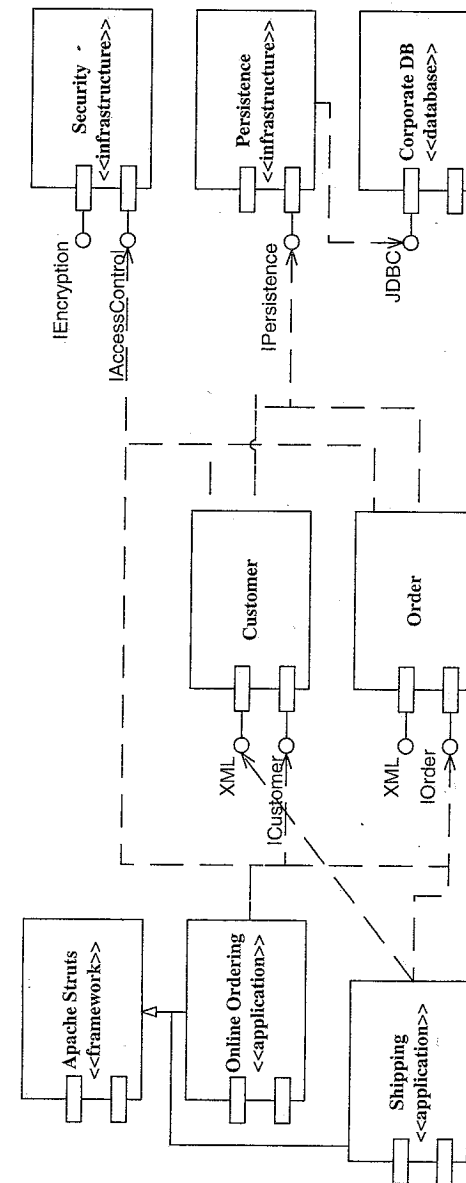 Security
<<infrastructure>>
IEncryption
IAccessControl
Persistence
<<infrastructure>>
IPersistence
Corporate DB
<<database>>
JDBC
Customer
XML
ICustomer
Order
XML
IOrder
Apache Struts
<<framework>>
Online Ordering
<<application>>
Shipping
<<application>>